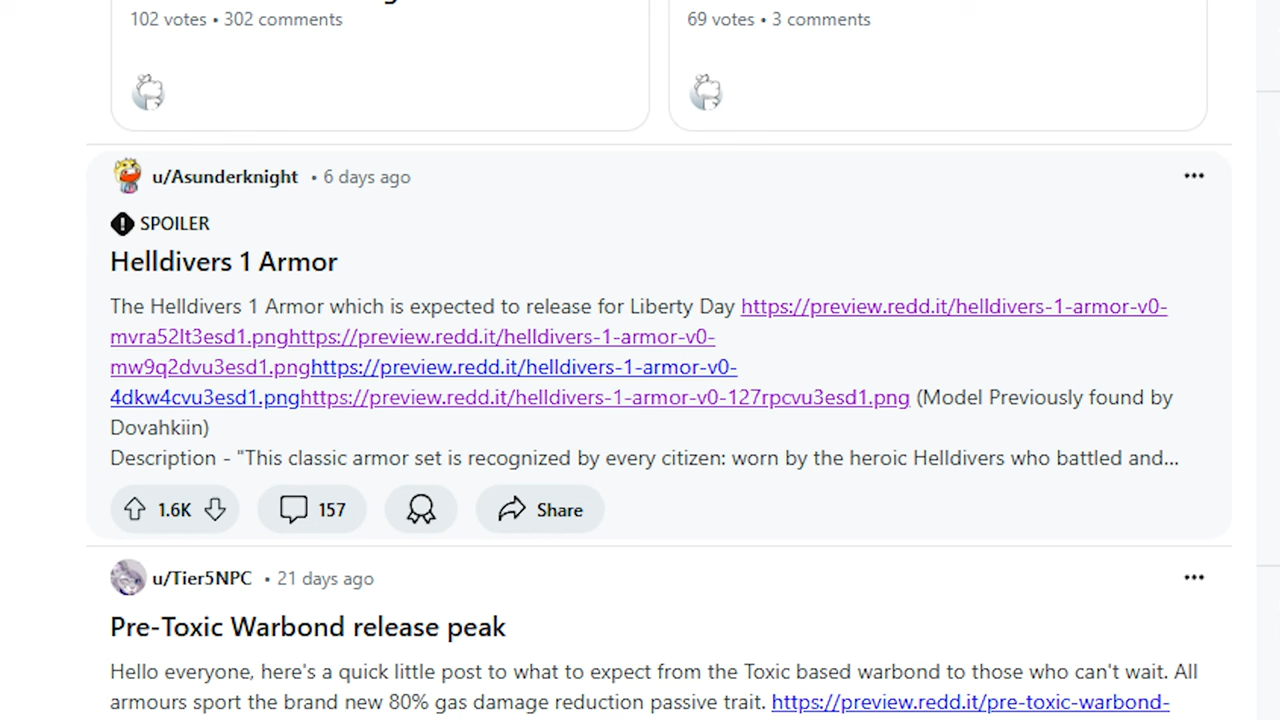 102 votes • 302 comments
69 votes • 3 comments
u/Asunderknight • 6 days ago
SPOILER
Helldivers 1 Armor
The Helldivers 1 Armor which is expected to release for Liberty Day https://preview.redd.it/helldivers-1-armor-v0-
mvra52lt3esd1.pnghttps://preview.redd.it/helldivers-1-armor-v0-
mw9q2dvu3esd1.pnghttps://preview.redd.it/helldivers-1-armor-v0-
4dkw4cvu3esd1.pnghttps://preview.redd.it/helldivers-1-armor-v0-127rpcvu3esd1.png (Model Previously found by
Dovahkiin)
Description - "This classic armor set is recognized by every citizen: worn by the heroic Helldivers who battled and...
1.6K 157 Share
u/Tier5NPC • 21 days ago
Pre-Toxic Warbond release peak
Hello everyone, here's a quick little post to what to expect from the Toxic based warbond to those who can't wait. All
armours sport the brand new 80% gas damage reduction passive trait. https://preview.redd.it/pre-toxic-warbond-